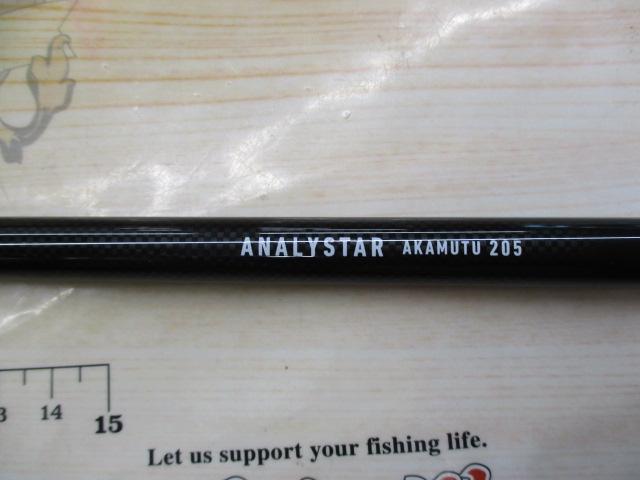 ANALYSTAR AKAMUTU 205
3 14 15
Let us support your fishing life.